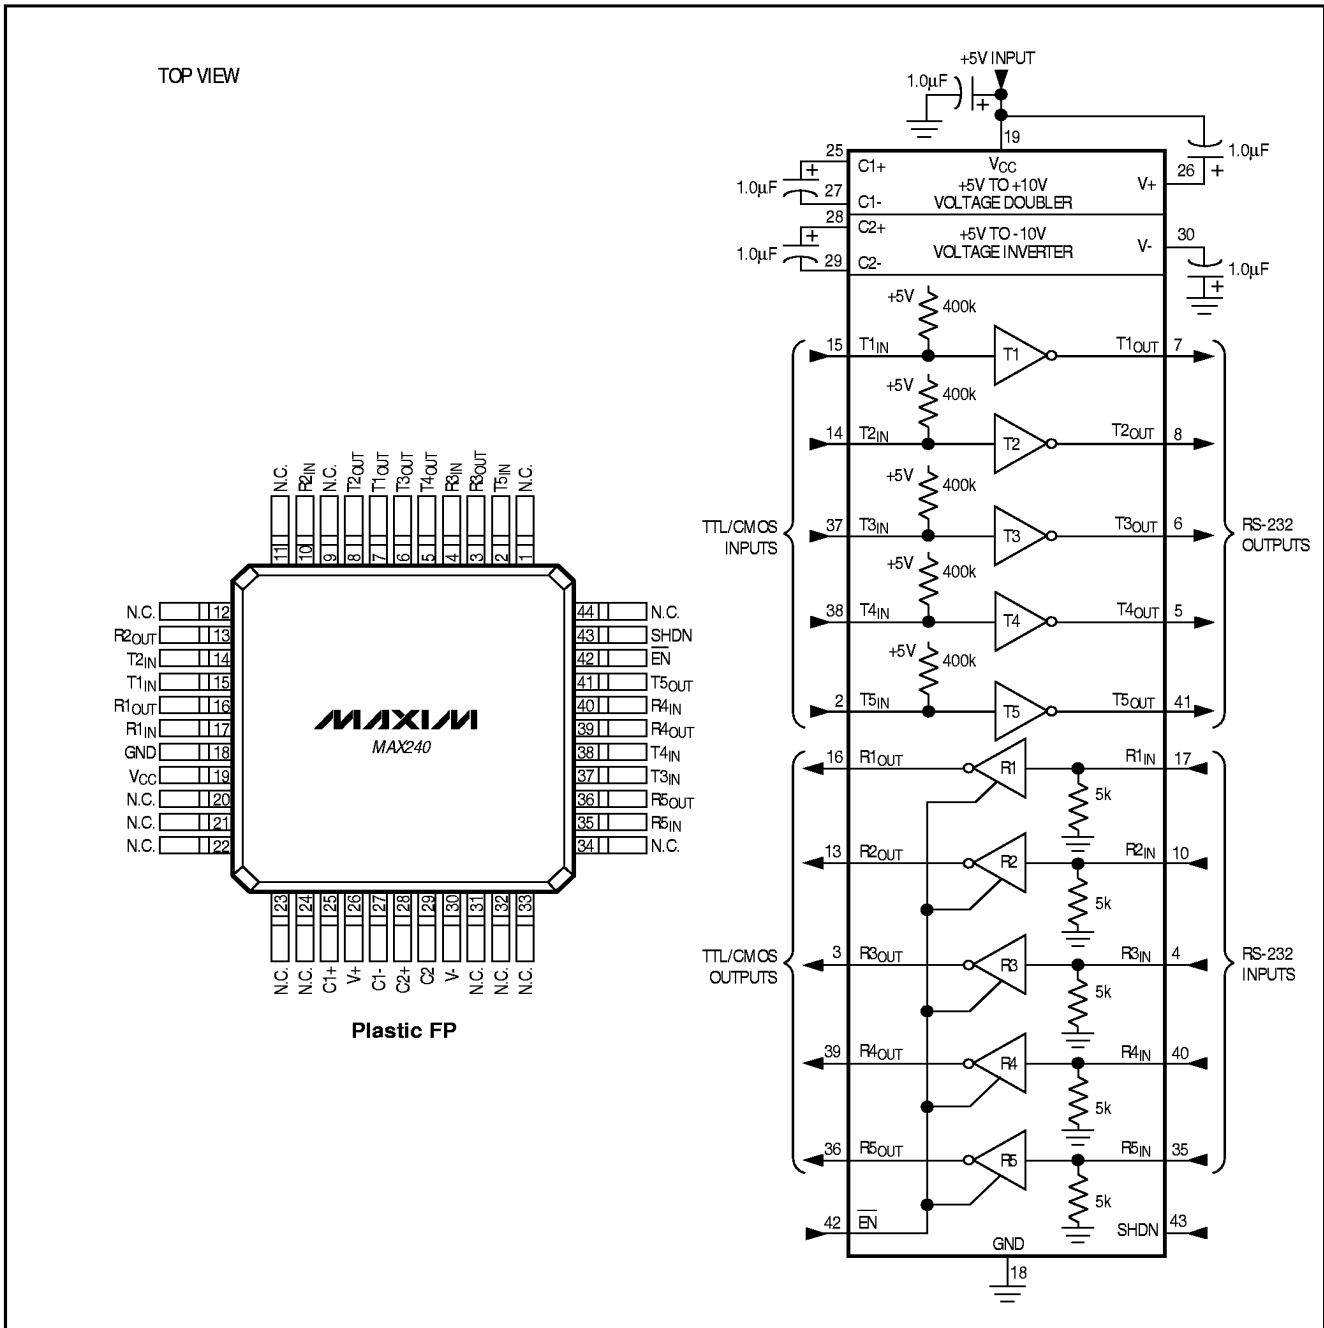 TOP VIEW
N.C.
R2IN
N.C.
T2OUT
T1OUT
T3OUT
T4OUT
R3IN
R3OUT
T5IN
N.C.
11 10 9 8 7 6 5 4 3 2 1
N.C. 12
R2OUT 13
T2IN 14
T1IN 15
R1OUT 16
R1IN 17
GND 18
VCC 19
N.C. 20
N.C. 21
N.C. 22
MAXIM
MAX240
44 N.C.
43 SHDN
42 EN
41 T5OUT
40 R4IN
39 R4OUT
38 T4IN
37 T3IN
36 R5OUT
35 R5IN
34 N.C.
23 24 25 26 27 28 29 30 31 32 33
N.C.
N.C.
C1+
V+
C1-
C2+
C2
V-
N.C.
N.C.
N.C.
Plastic FP
+5V INPUT
1.0µF
+
19
25 C1+
VCC
+5V TO +10V
VOLTAGE DOUBLER
1.0µF
+
27 C1-
V+ 26
1.0µF
+
28 C2+
+5V TO -10V
VOLTAGE INVERTER
1.0µF
+
29 C2-
V- 30
1.0µF
+
+5V
400k
15 T1IN T1 T1OUT 7
+5V
400k
14 T2IN T2 T2OUT 8
+5V
400k
37 T3IN T3 T3OUT 6
+5V
400k
38 T4IN T4 T4OUT 5
+5V
400k
2 T5IN T5 T5OUT 41
TTL/CMOS
INPUTS
RS-232
OUTPUTS
16 R1OUT R1 R1IN 17
5k
13 R2OUT R2 R2IN 10
5k
3 R3OUT R3 R3IN 4
5k
39 R4OUT R4 R4IN 40
5k
36 R5OUT R5 R5IN 35
5k
TTL/CMOS
OUTPUTS
RS-232
INPUTS
42 EN
SHDN 43
GND
18